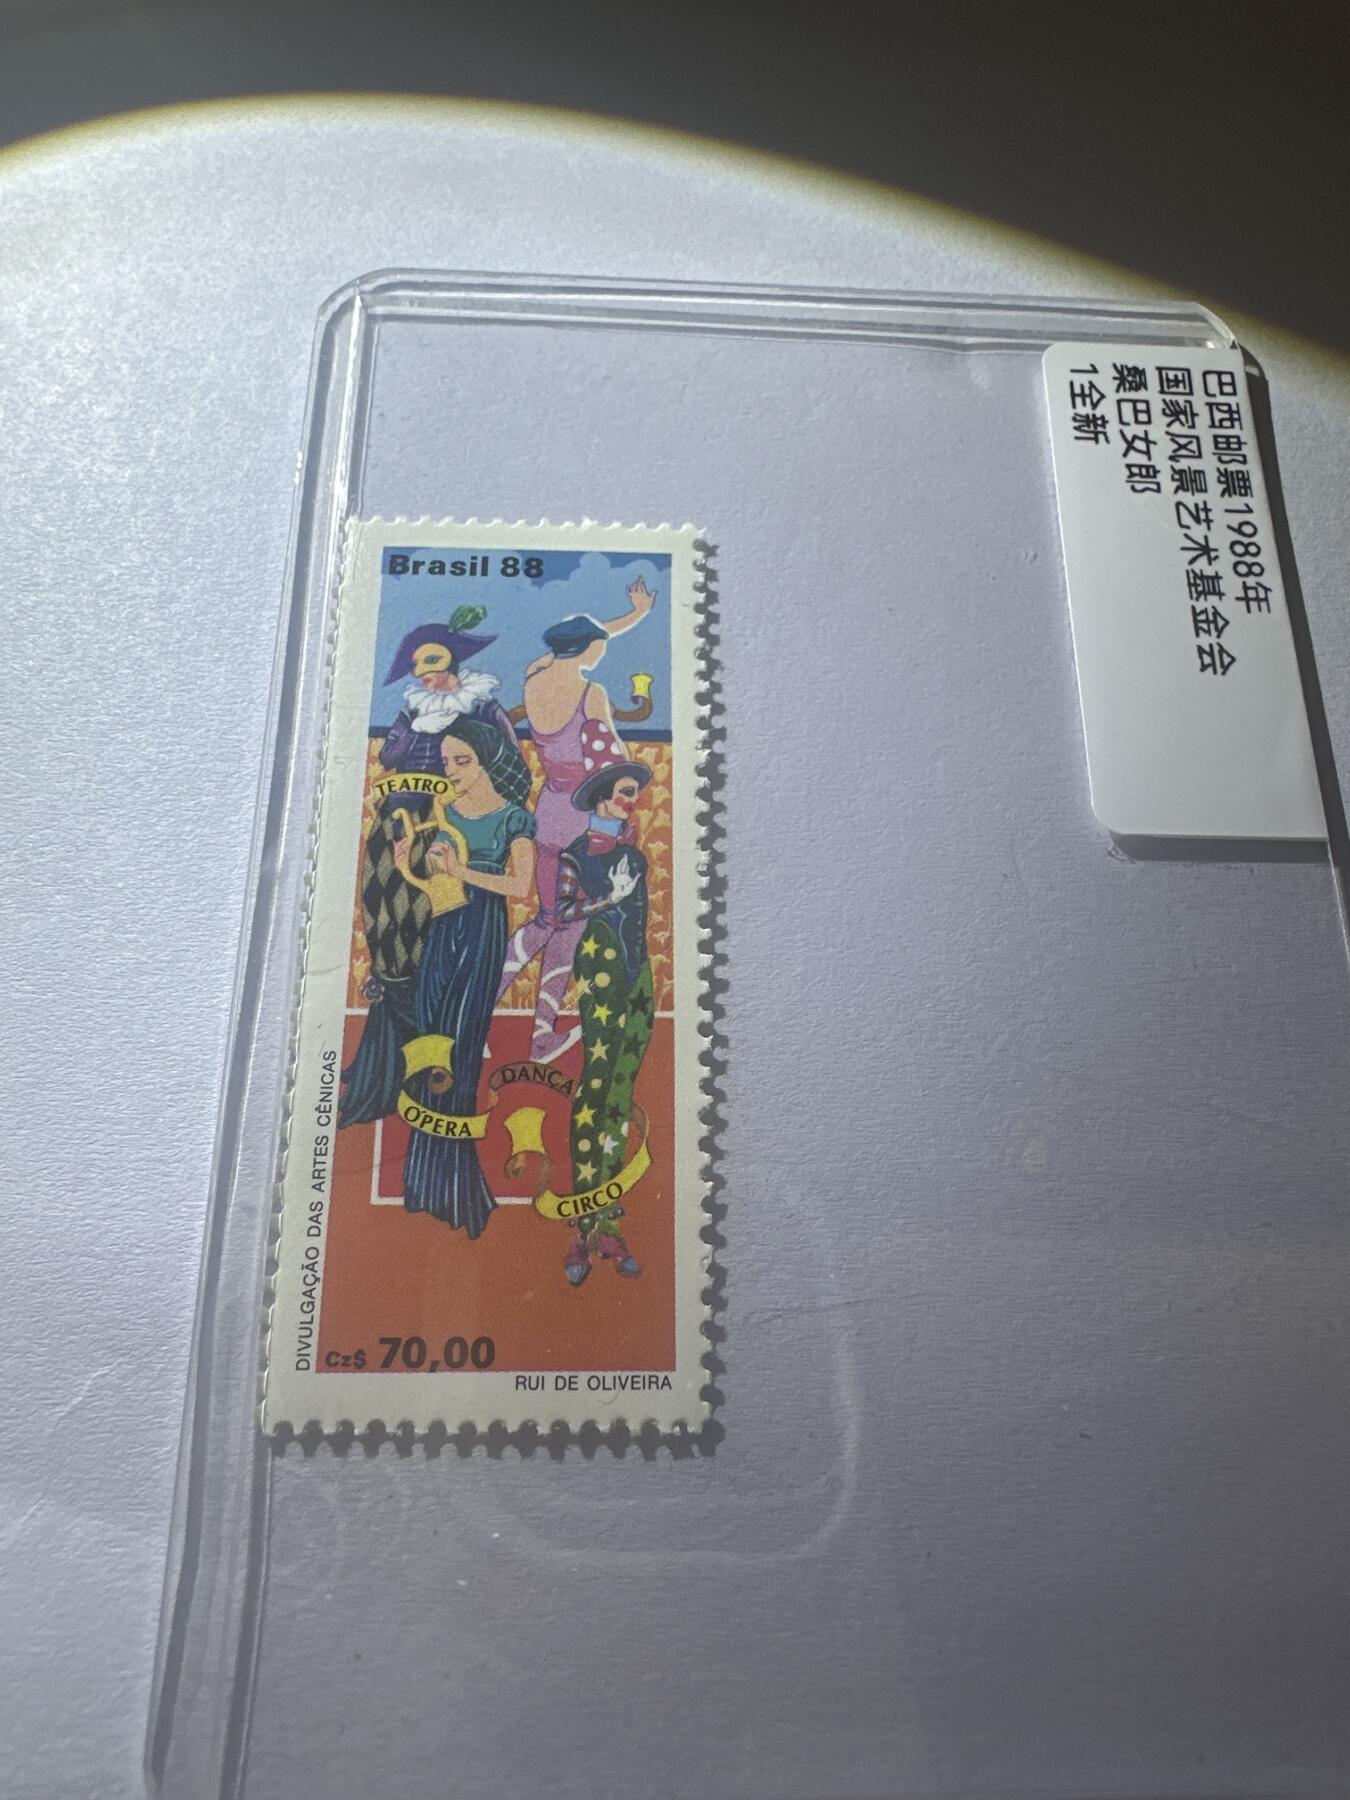 Brasil 88
TEATRO
ÓPERA
DANÇA
CIRCO
DIVULGAÇÃO DAS ARTES CÊNICAS
Cz$ 70,00
RUI DE OLIVEIRA
巴西邮票1988年
国家风景艺术基金会
桑巴女郎
1全新